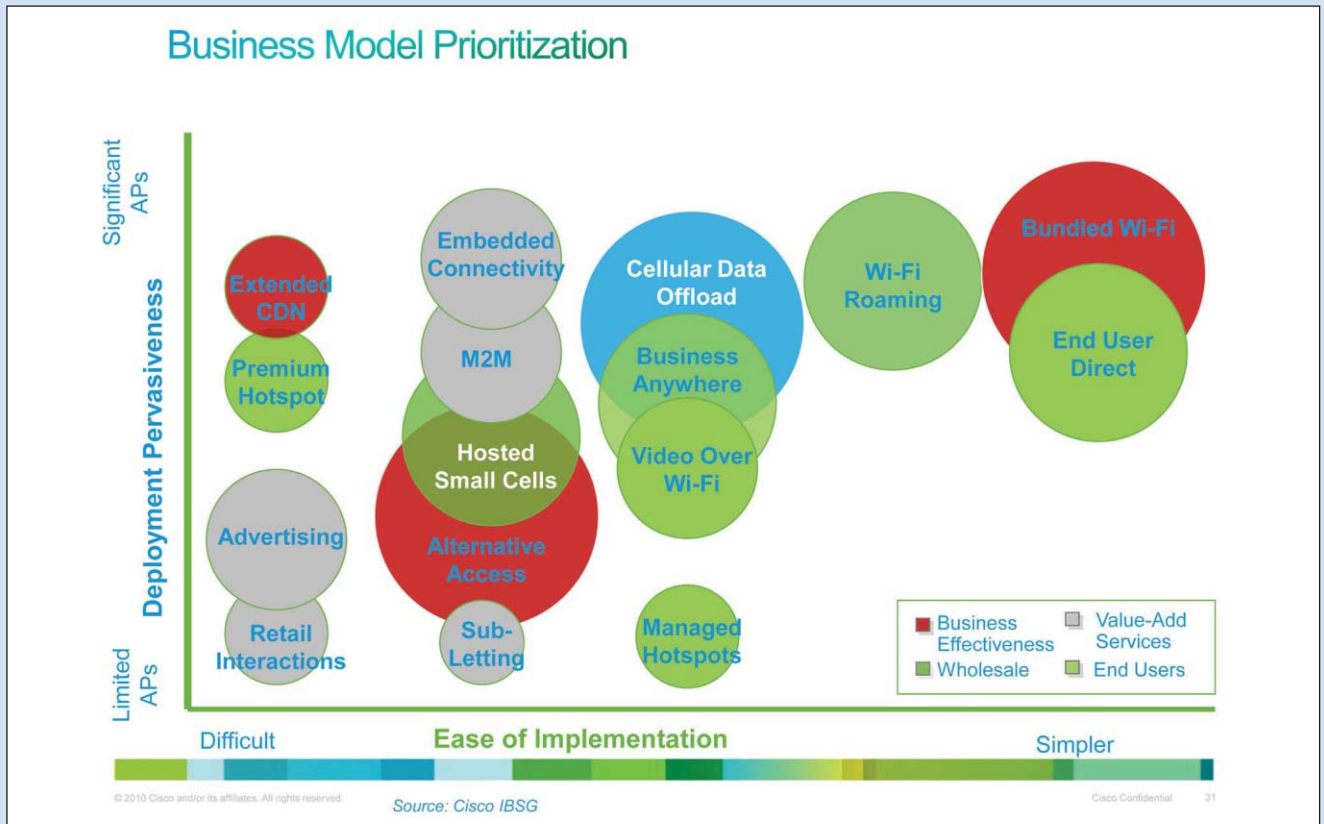 Business Model Prioritization
Significant
APs
Deployment Pervasiveness
Limited
APs
Extended
CDN
Premium
Hotspot
Advertising
Retail
Interactions
Embedded
Connectivity
M2M
Hosted
Small Cells
Alternative
Access
Sub-
Letting
Cellular Data
Offload
Business
Anywhere
Video Over
Wi-Fi
Managed
Hotspots
Wi-Fi
Roaming
Bundled Wi-Fi
End User
Direct
Business
Effectiveness
Value-Add
Services
Wholesale
End Users
Difficult
Ease of Implementation
Simpler
© 2010 Cisco and/or its affiliates. All rights reserved.
Source: Cisco IBSG
Cisco Confidential
31